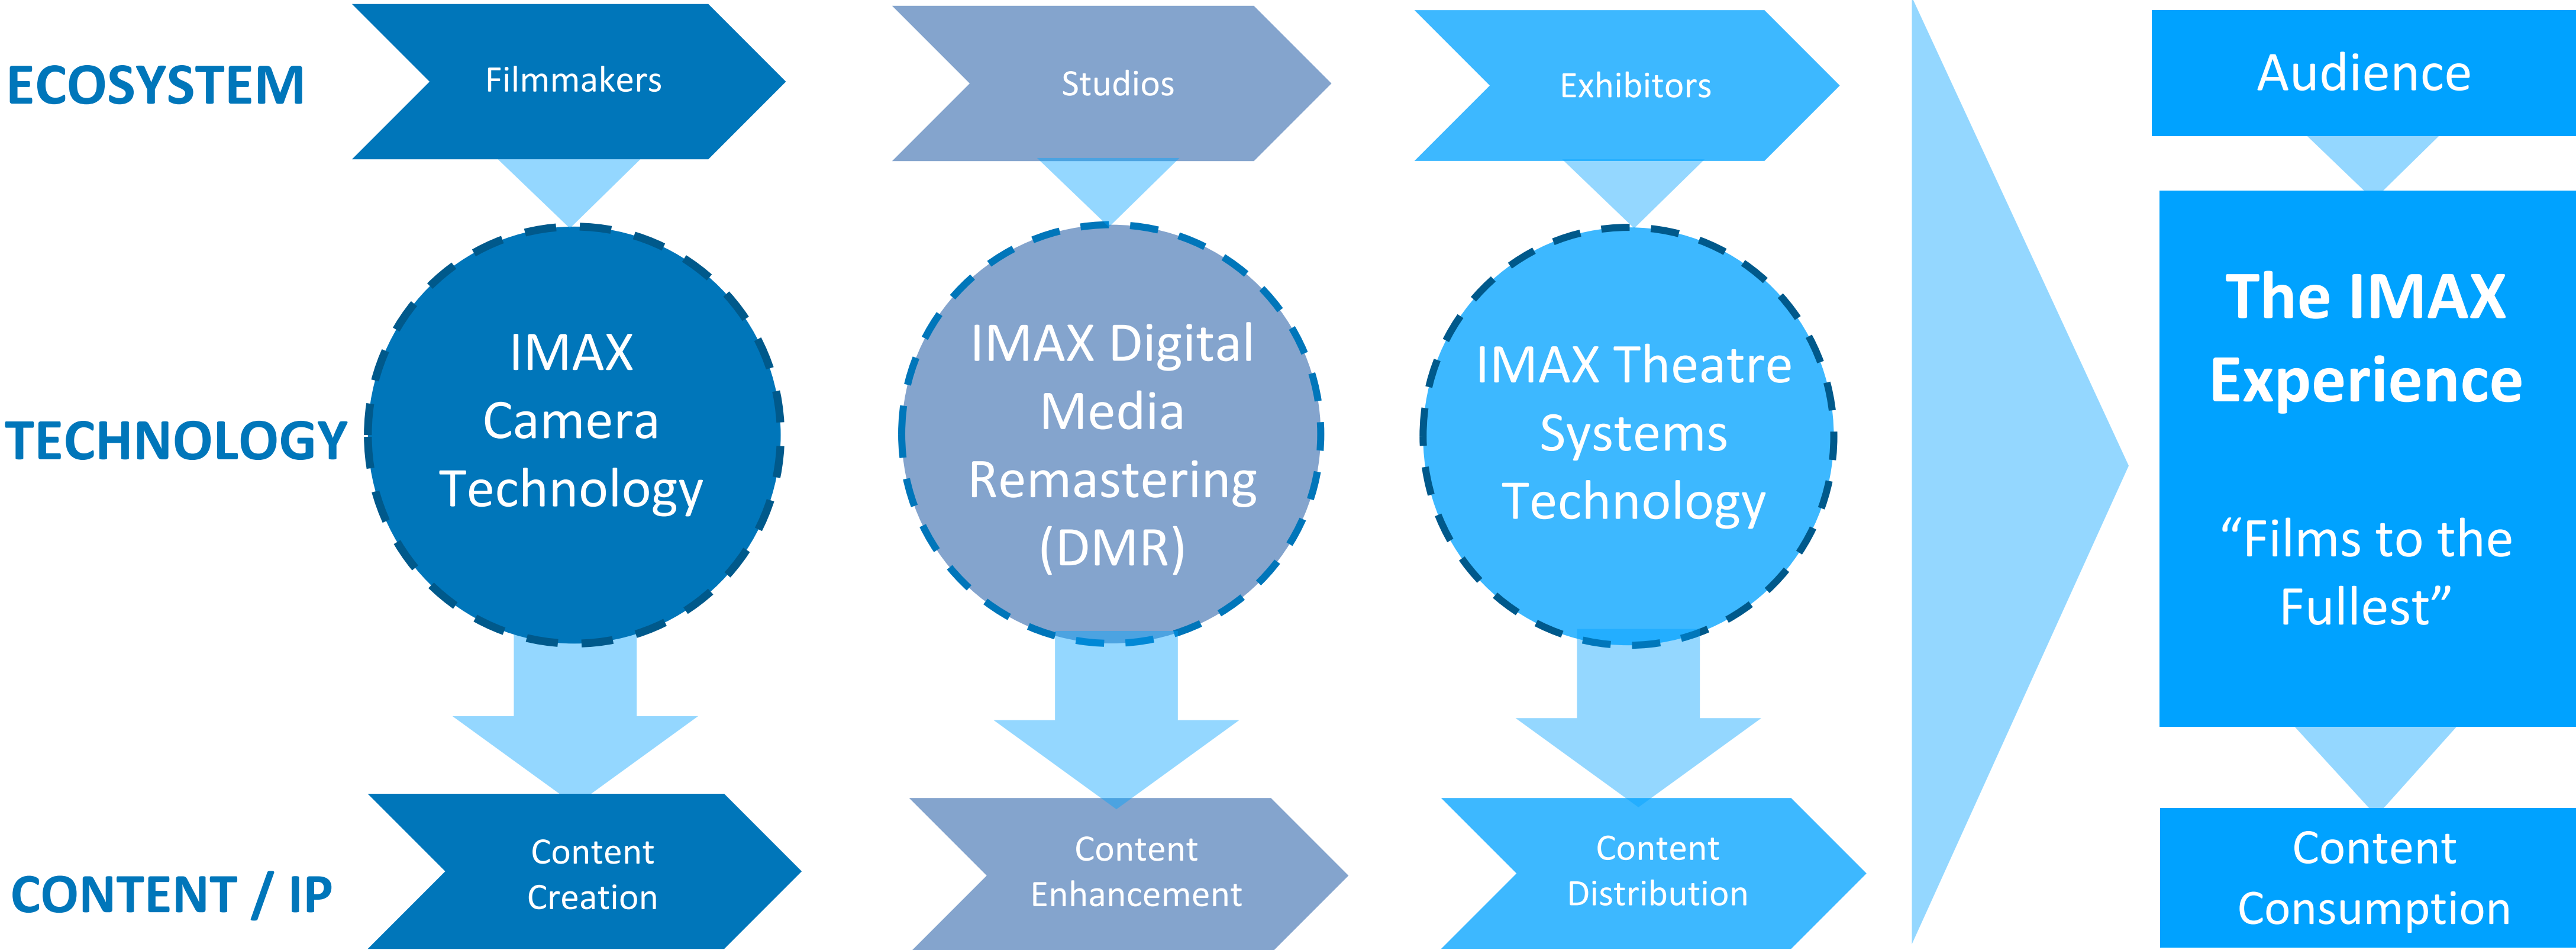 ECOSYSTEM
Filmmakers
Studios
Exhibitors
Audience
TECHNOLOGY
IMAX
Camera
Technology
IMAX Digital
Media
Remastering
(DMR)
IMAX Theatre
Systems
Technology
The IMAX
Experience
“Films to the
Fullest”
CONTENT / IP
Content
Creation
Content
Enhancement
Content
Distribution
Content
Consumption